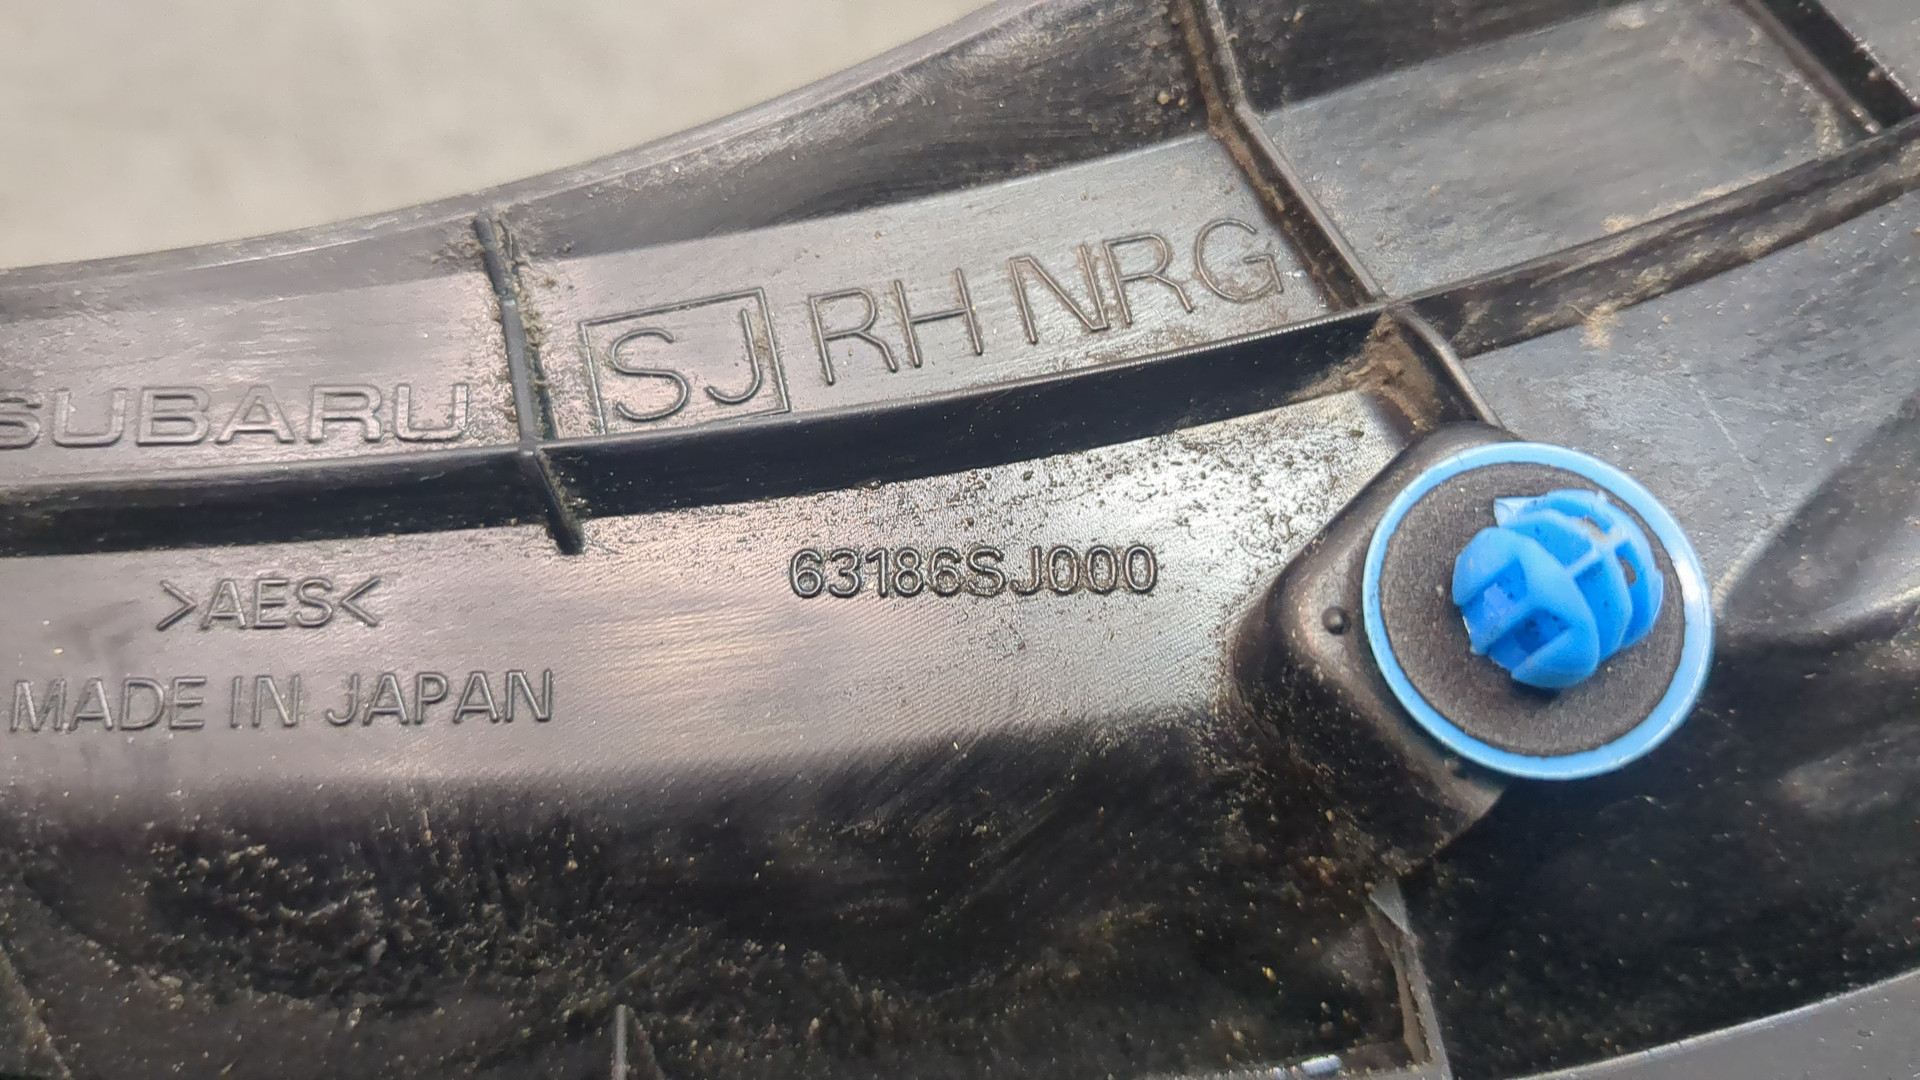 SUBARU
SJ RH NRG
63186SJ000
>AES<
MADE IN JAPAN